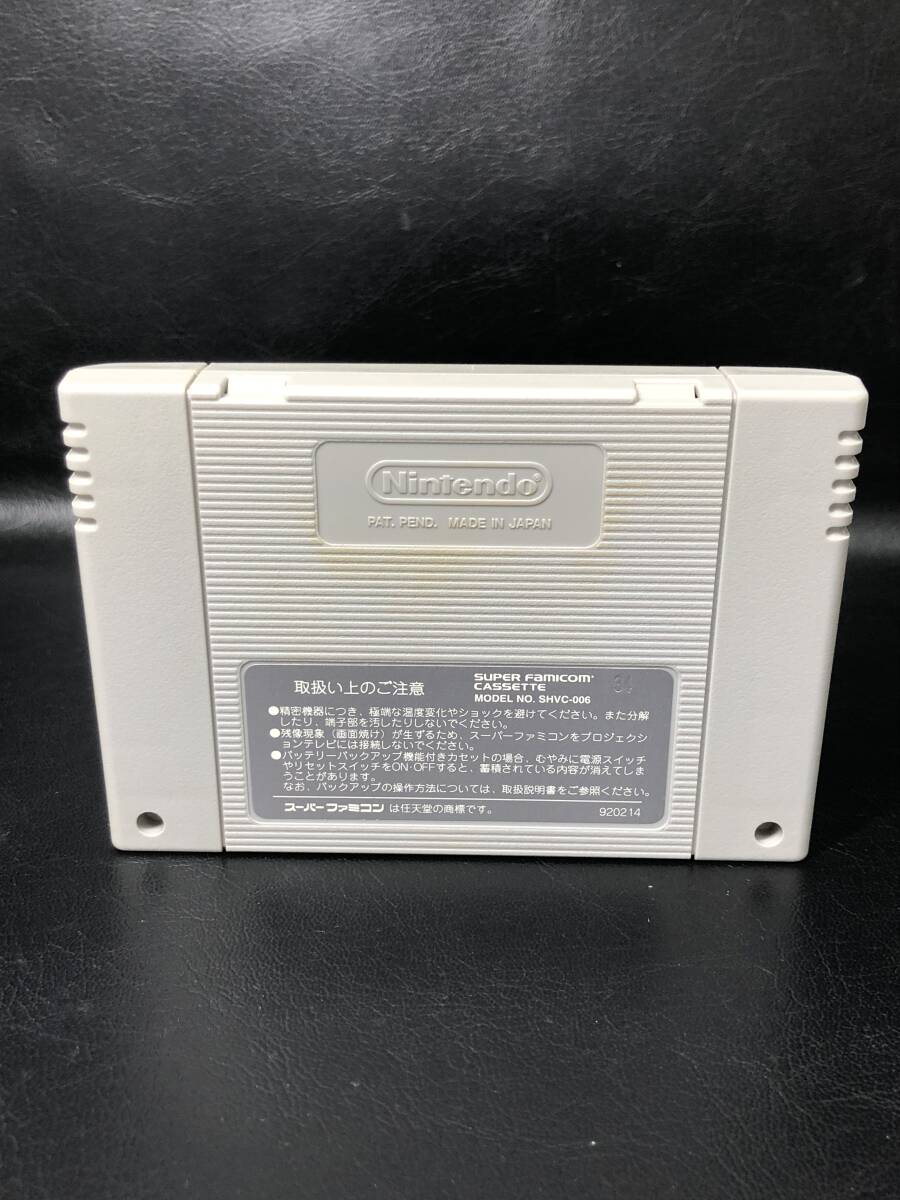 Nintendo®
PAT. PEND. MADE IN JAPAN
取扱い上のご注意
SUPER FAMICOM
CASSETTE
MODEL NO. SHVC-006
34
●精密機器につき、極端な温度変化やショックを避けてください。また分解
したり、端子部を汚したりしないでください。
●残像現象(画面焼け)が生ずるため、スーパーファミコンをプロジェクシ
ョンテレビには接続しないでください。
●バッテリーバックアップ機能付きカセットの場合、むやみに電源スイッチ
やリセットスイッチをON・OFFすると、蓄積されている内容が消えてしま
うことがあります。
なお、バックアップの操作方法については、取扱説明書をご参照ください。
スーパーファミコン は任天堂の商標です。
920214